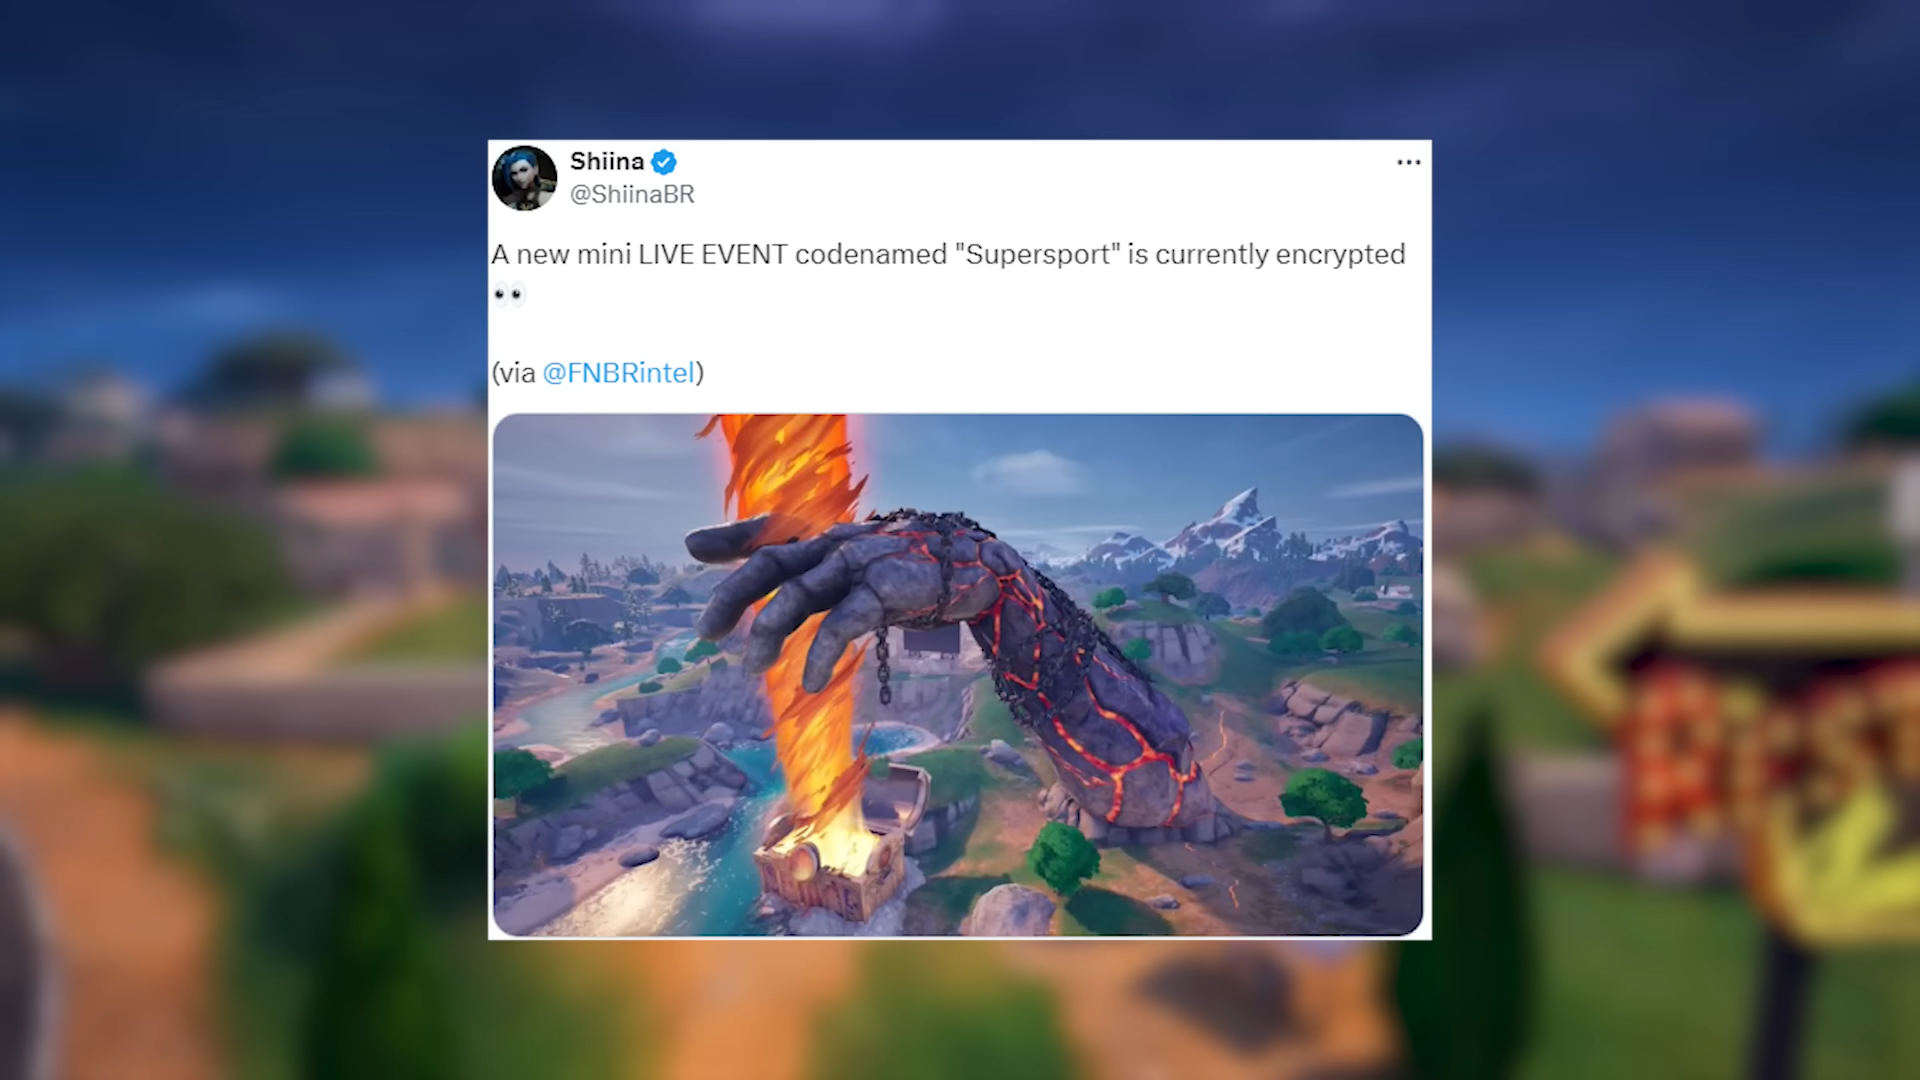 Shiina
@ShiinaBR
A new mini LIVE EVENT codenamed "Supersport" is currently encrypted
👀
(via @FNBRintel)